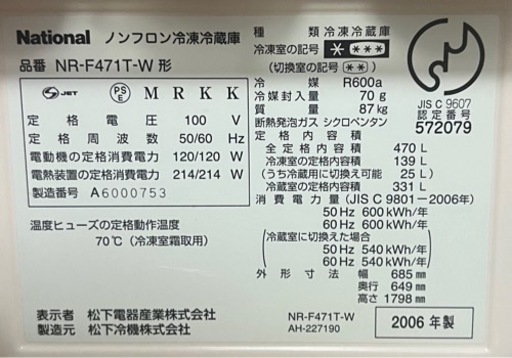 National ノンフロン冷凍冷蔵庫
品番 NR-F471T-W 形
S JET PS E M R K K
定格電圧 100 V
定格周波数 50/60 Hz
電動機の定格消費電力 120/120 W
電熱装置の定格消費電力 214/214 W
製造番号 A6000753
温度ヒューズの定格動作温度
70℃(冷凍室霜取用)
表示者 松下電器産業株式会社
製造元 松下冷機株式会社
種類 冷凍冷蔵庫
冷凍室の記号 * ***
(切換室の記号 **)
冷媒 R600a
冷媒封入量 70 g
質量 87 kg
断熱発泡ガス シクロペンタン
定格内容積
全定格内容積 470 L
冷凍室の定格内容積 139 L
(うち冷蔵用に切換え可能 25 L)
冷蔵室の定格内容積 331 L
消費電力量(JIS C 9801−2006年)
50 Hz 600 kWh/年
60 Hz 600 kWh/年
(冷蔵室に切換えた場合)
50 Hz 540 kWh/年
60 Hz 540 kWh/年
外形寸法 幅 685 mm
奥行 649 mm
高さ 1798 mm
JIS C 9607
認定番号
572079
NR-F471T-W
AH-227190
2006 年製